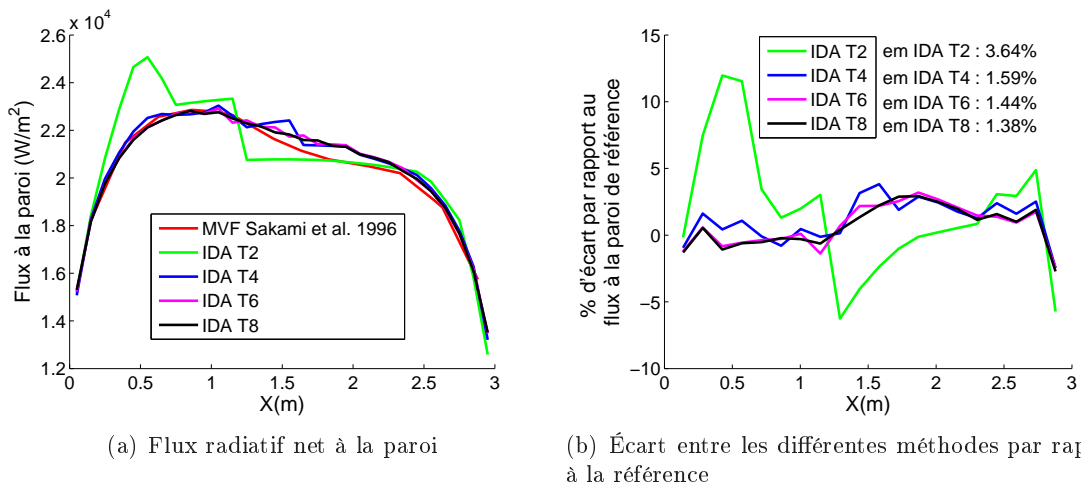 x 10⁴
2.6
2.4
2.2
2
1.8
1.6
1.4
1.2
0
0.5
1
1.5
2
2.5
3
Flux à la paroi (W/m²)
X(m)
MVF Sakami et al. 1996
IDA T2
IDA T4
IDA T6
IDA T8
(a) Flux radiatif net à la paroi
15
10
5
0
−5
−10
0
0.5
1
1.5
2
2.5
3
% d'écart par rapport au
flux à la paroi de référence
X(m)
IDA T2 em IDA T2 : 3.64%
IDA T4 em IDA T4 : 1.59%
IDA T6 em IDA T6 : 1.44%
IDA T8 em IDA T8 : 1.38%
(b) Écart entre les différentes méthodes par rap
à la référence